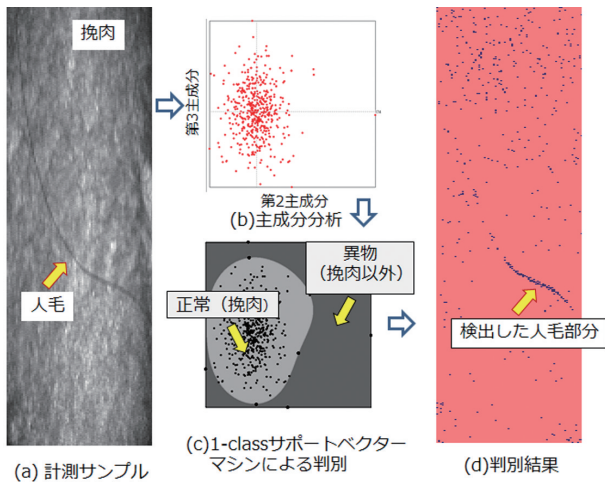 挽肉
人毛
(a) 計測サンプル
第3主成分
2
第2主成分
(b)主成分分析
異物
（挽肉以外）
正常（挽肉）
(c)1-classサポートベクター
マシンによる判別
検出した人毛部分
(d)判別結果